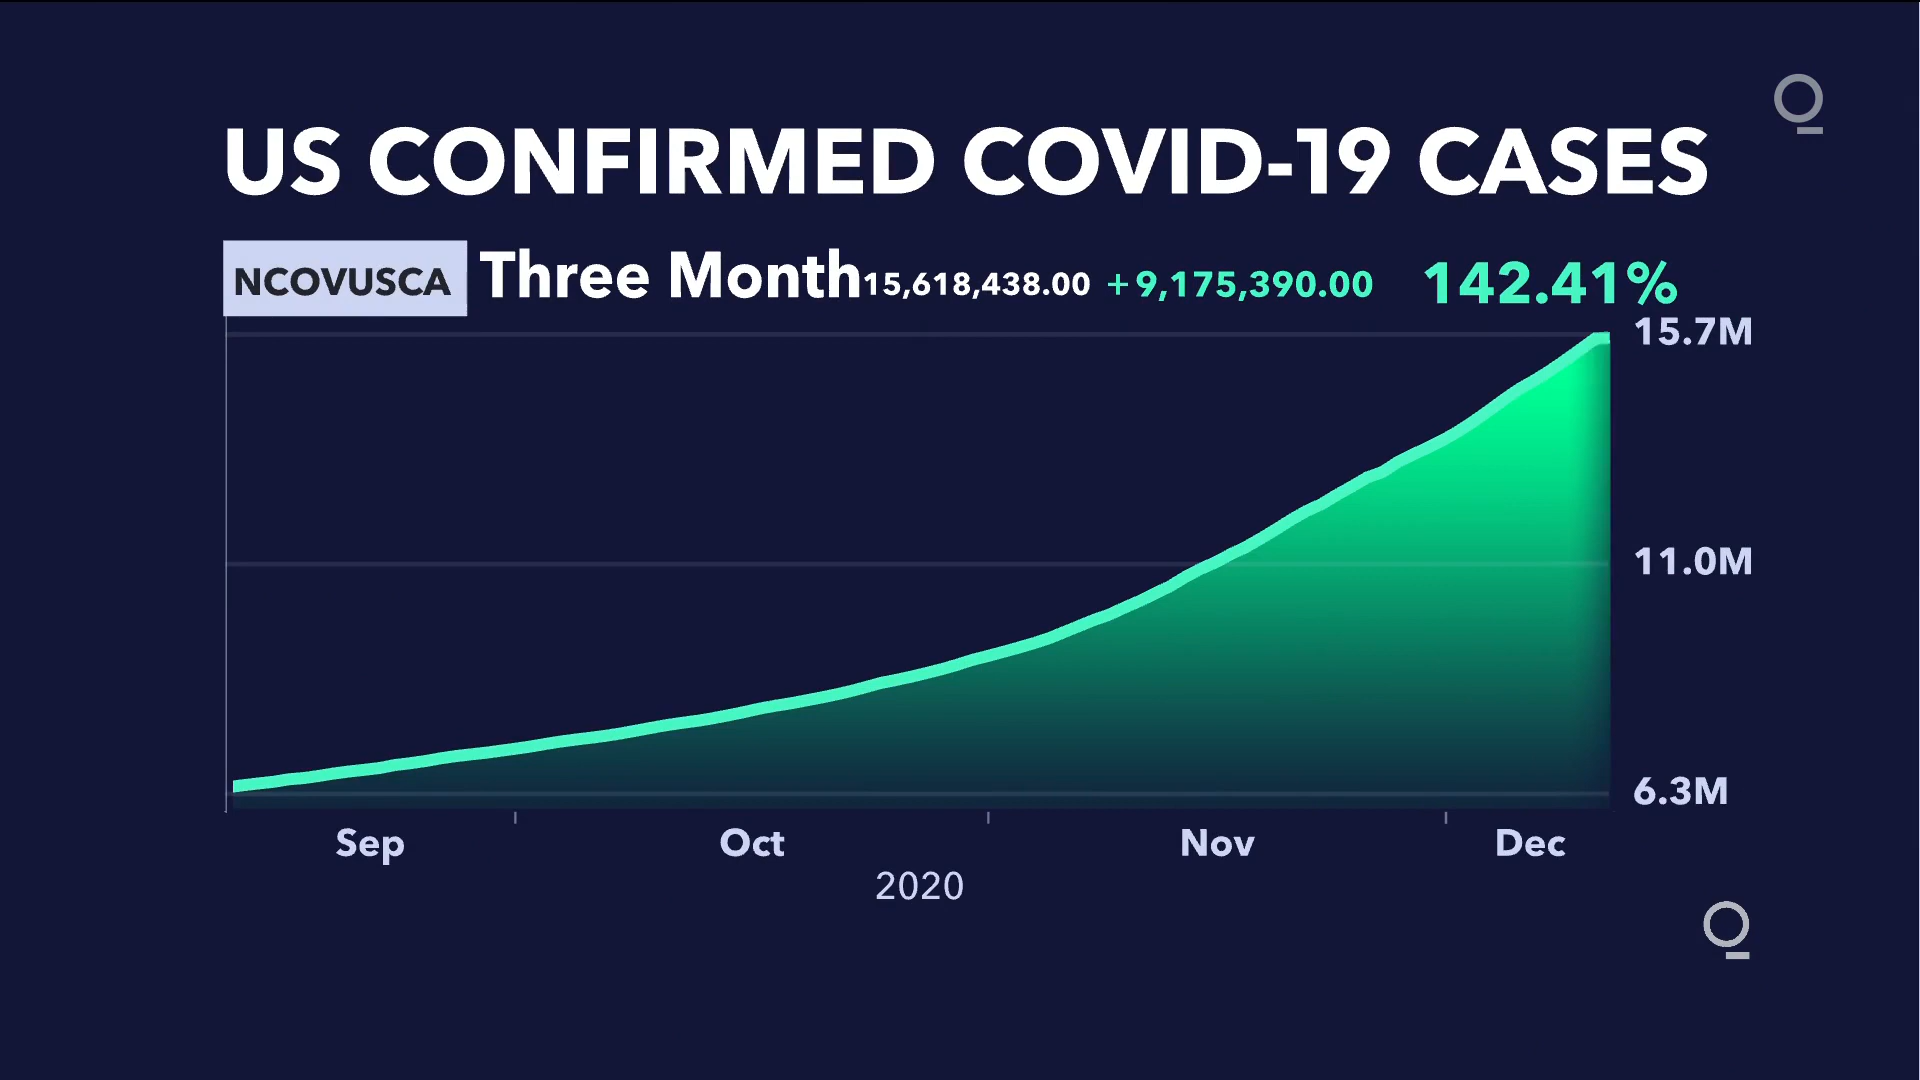 US CONFIRMED COVID-19 CASES
NCOVUSCA Three Month 15,618,438.00 +9,175,390.00 142.41%
15.7M
11.0M
6.3M
Sep Oct Nov Dec
2020